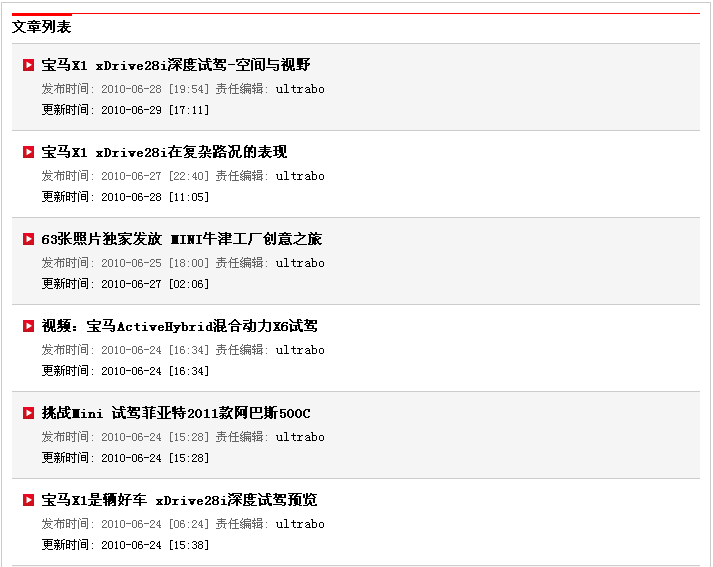 文章列表
宝马X1 xDrive28i深度试驾-空间与视野
发布时间: 2010-06-28 [19:54] 责任编辑: ultrabo
更新时间: 2010-06-29 [17:11]
宝马X1 xDrive28i在复杂路况的表现
发布时间: 2010-06-27 [22:40] 责任编辑: ultrabo
更新时间: 2010-06-28 [11:05]
63张照片独家发放 MINI牛津工厂创意之旅
发布时间: 2010-06-25 [18:00] 责任编辑: ultrabo
更新时间: 2010-06-27 [02:06]
视频：宝马ActiveHybrid混合动力X6试驾
发布时间: 2010-06-24 [16:34] 责任编辑: ultrabo
更新时间: 2010-06-24 [16:34]
挑战Mini 试驾菲亚特2011款阿巴斯500C
发布时间: 2010-06-24 [15:28] 责任编辑: ultrabo
更新时间: 2010-06-24 [15:28]
宝马X1是辆好车 xDrive28i深度试驾预览
发布时间: 2010-06-24 [06:24] 责任编辑: ultrabo
更新时间: 2010-06-24 [15:38]